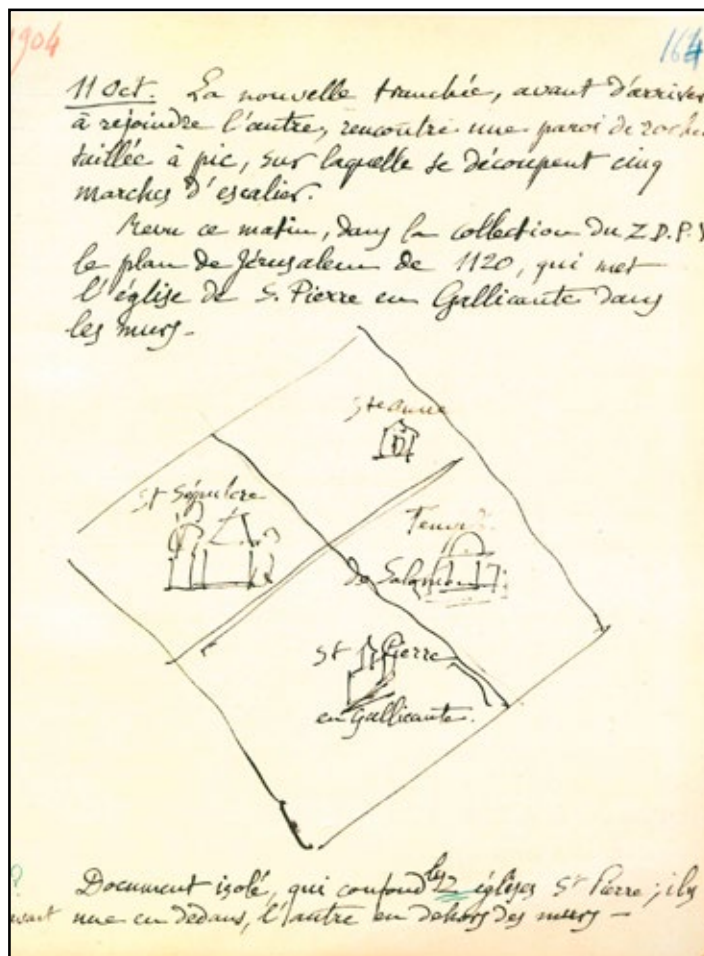 1904
164
11 Oct. La nouvelle tranchée, avant d'arriver
à rejoindre l'autre, rencontre une paroi de roche
taillée à pic, sur laquelle se découpent cinq
marches d'escalier.
Revu ce matin, dans la collection du Z.D.P.V
le plan de Jérusalem de 1120, qui met
l'église de S. Pierre en Gallicante dans
les murs -
Ste Anne
St Sépulcre
de Salomon
St Pierre
en Gallicante.
? Document isolé, qui confond les 2 églises St Pierre; il y
avait une en dedans, l'autre en dehors des murs -